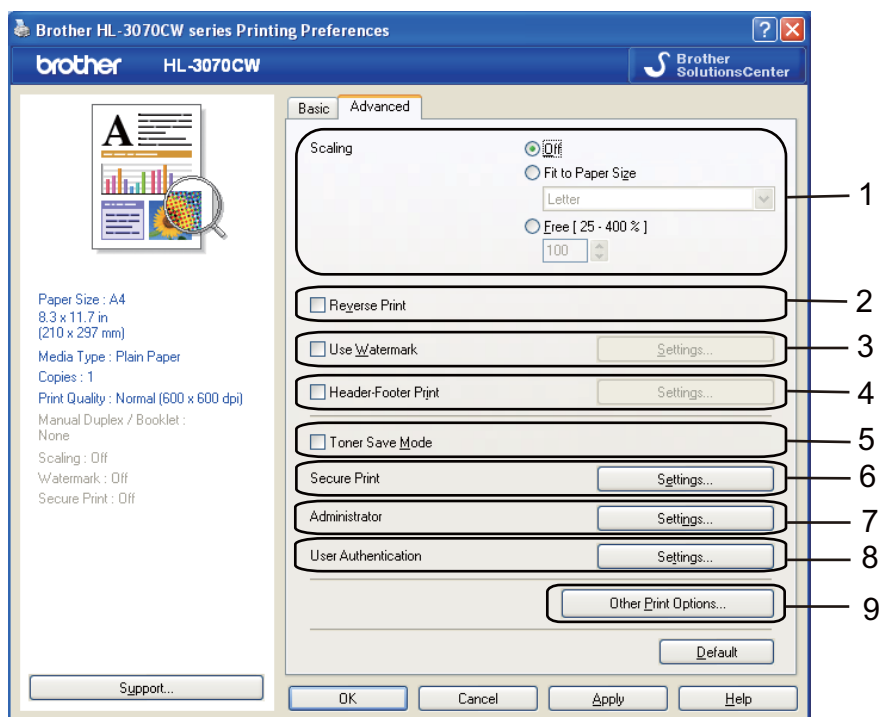 Brother HL-3070CW series Printing Preferences
brother HL-3070CW
Brother
SolutionsCenter
A
Paper Size : A4
8.3 x 11.7 in
(210 x 297 mm)
Media Type : Plain Paper
Copies : 1
Print Quality : Normal (600 x 600 dpi)
Manual Duplex / Booklet :
None
Scaling : Off
Watermark : Off
Secure Print : Off
Support...
Basic Advanced
Scaling Off
Fit to Paper Size
Letter
Free [ 25 - 400 % ]
100
1
Reverse Print 2
Use Watermark Settings... 3
Header-Footer Print Settings... 4
Toner Save Mode 5
Secure Print Settings... 6
Administrator Settings... 7
User Authentication Settings... 8
Other Print Options... 9
Default
OK Cancel Apply Help